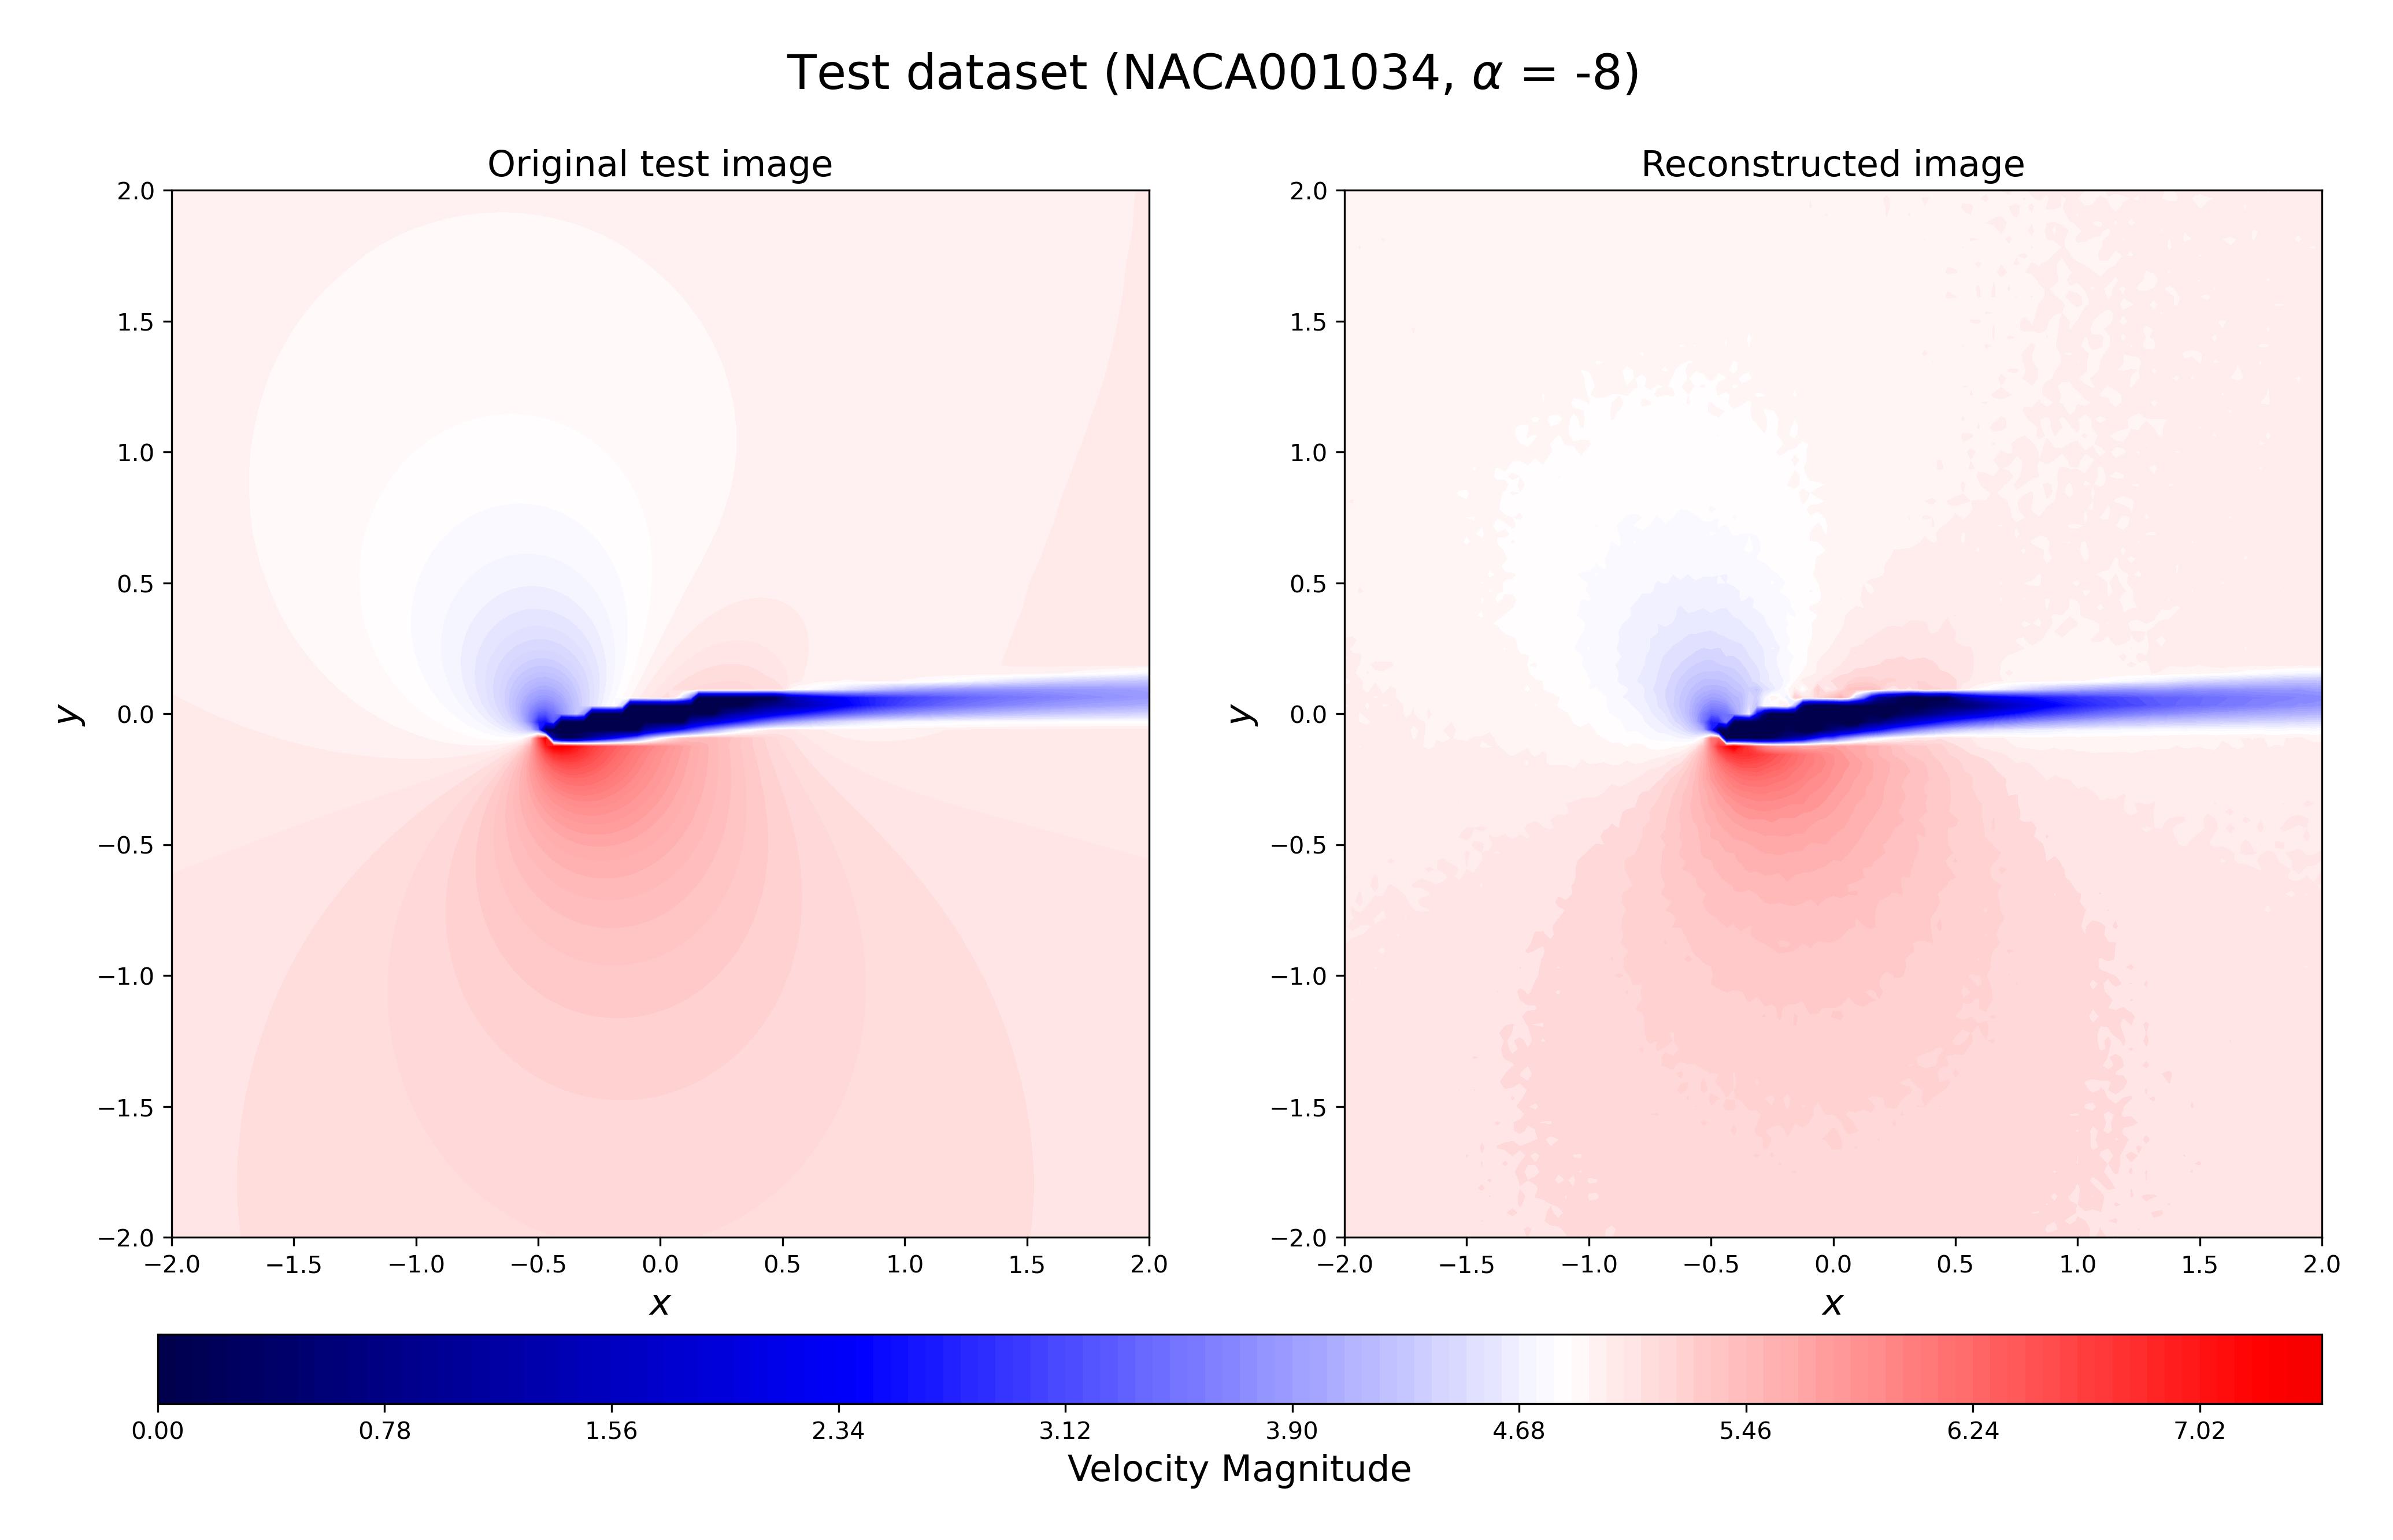 Test dataset (NACA001034, α = -8)
Original test image
Reconstructed image
2.0
1.5
1.0
0.5
0.0
−0.5
−1.0
−1.5
−2.0
y
−2.0 −1.5 −1.0 −0.5 0.0 0.5 1.0 1.5 2.0
x
2.0
1.5
1.0
0.5
0.0
−0.5
−1.0
−1.5
−2.0
y
−2.0 −1.5 −1.0 −0.5 0.0 0.5 1.0 1.5 2.0
x
0.00 0.78 1.56 2.34 3.12 3.90 4.68 5.46 6.24 7.02
Velocity Magnitude